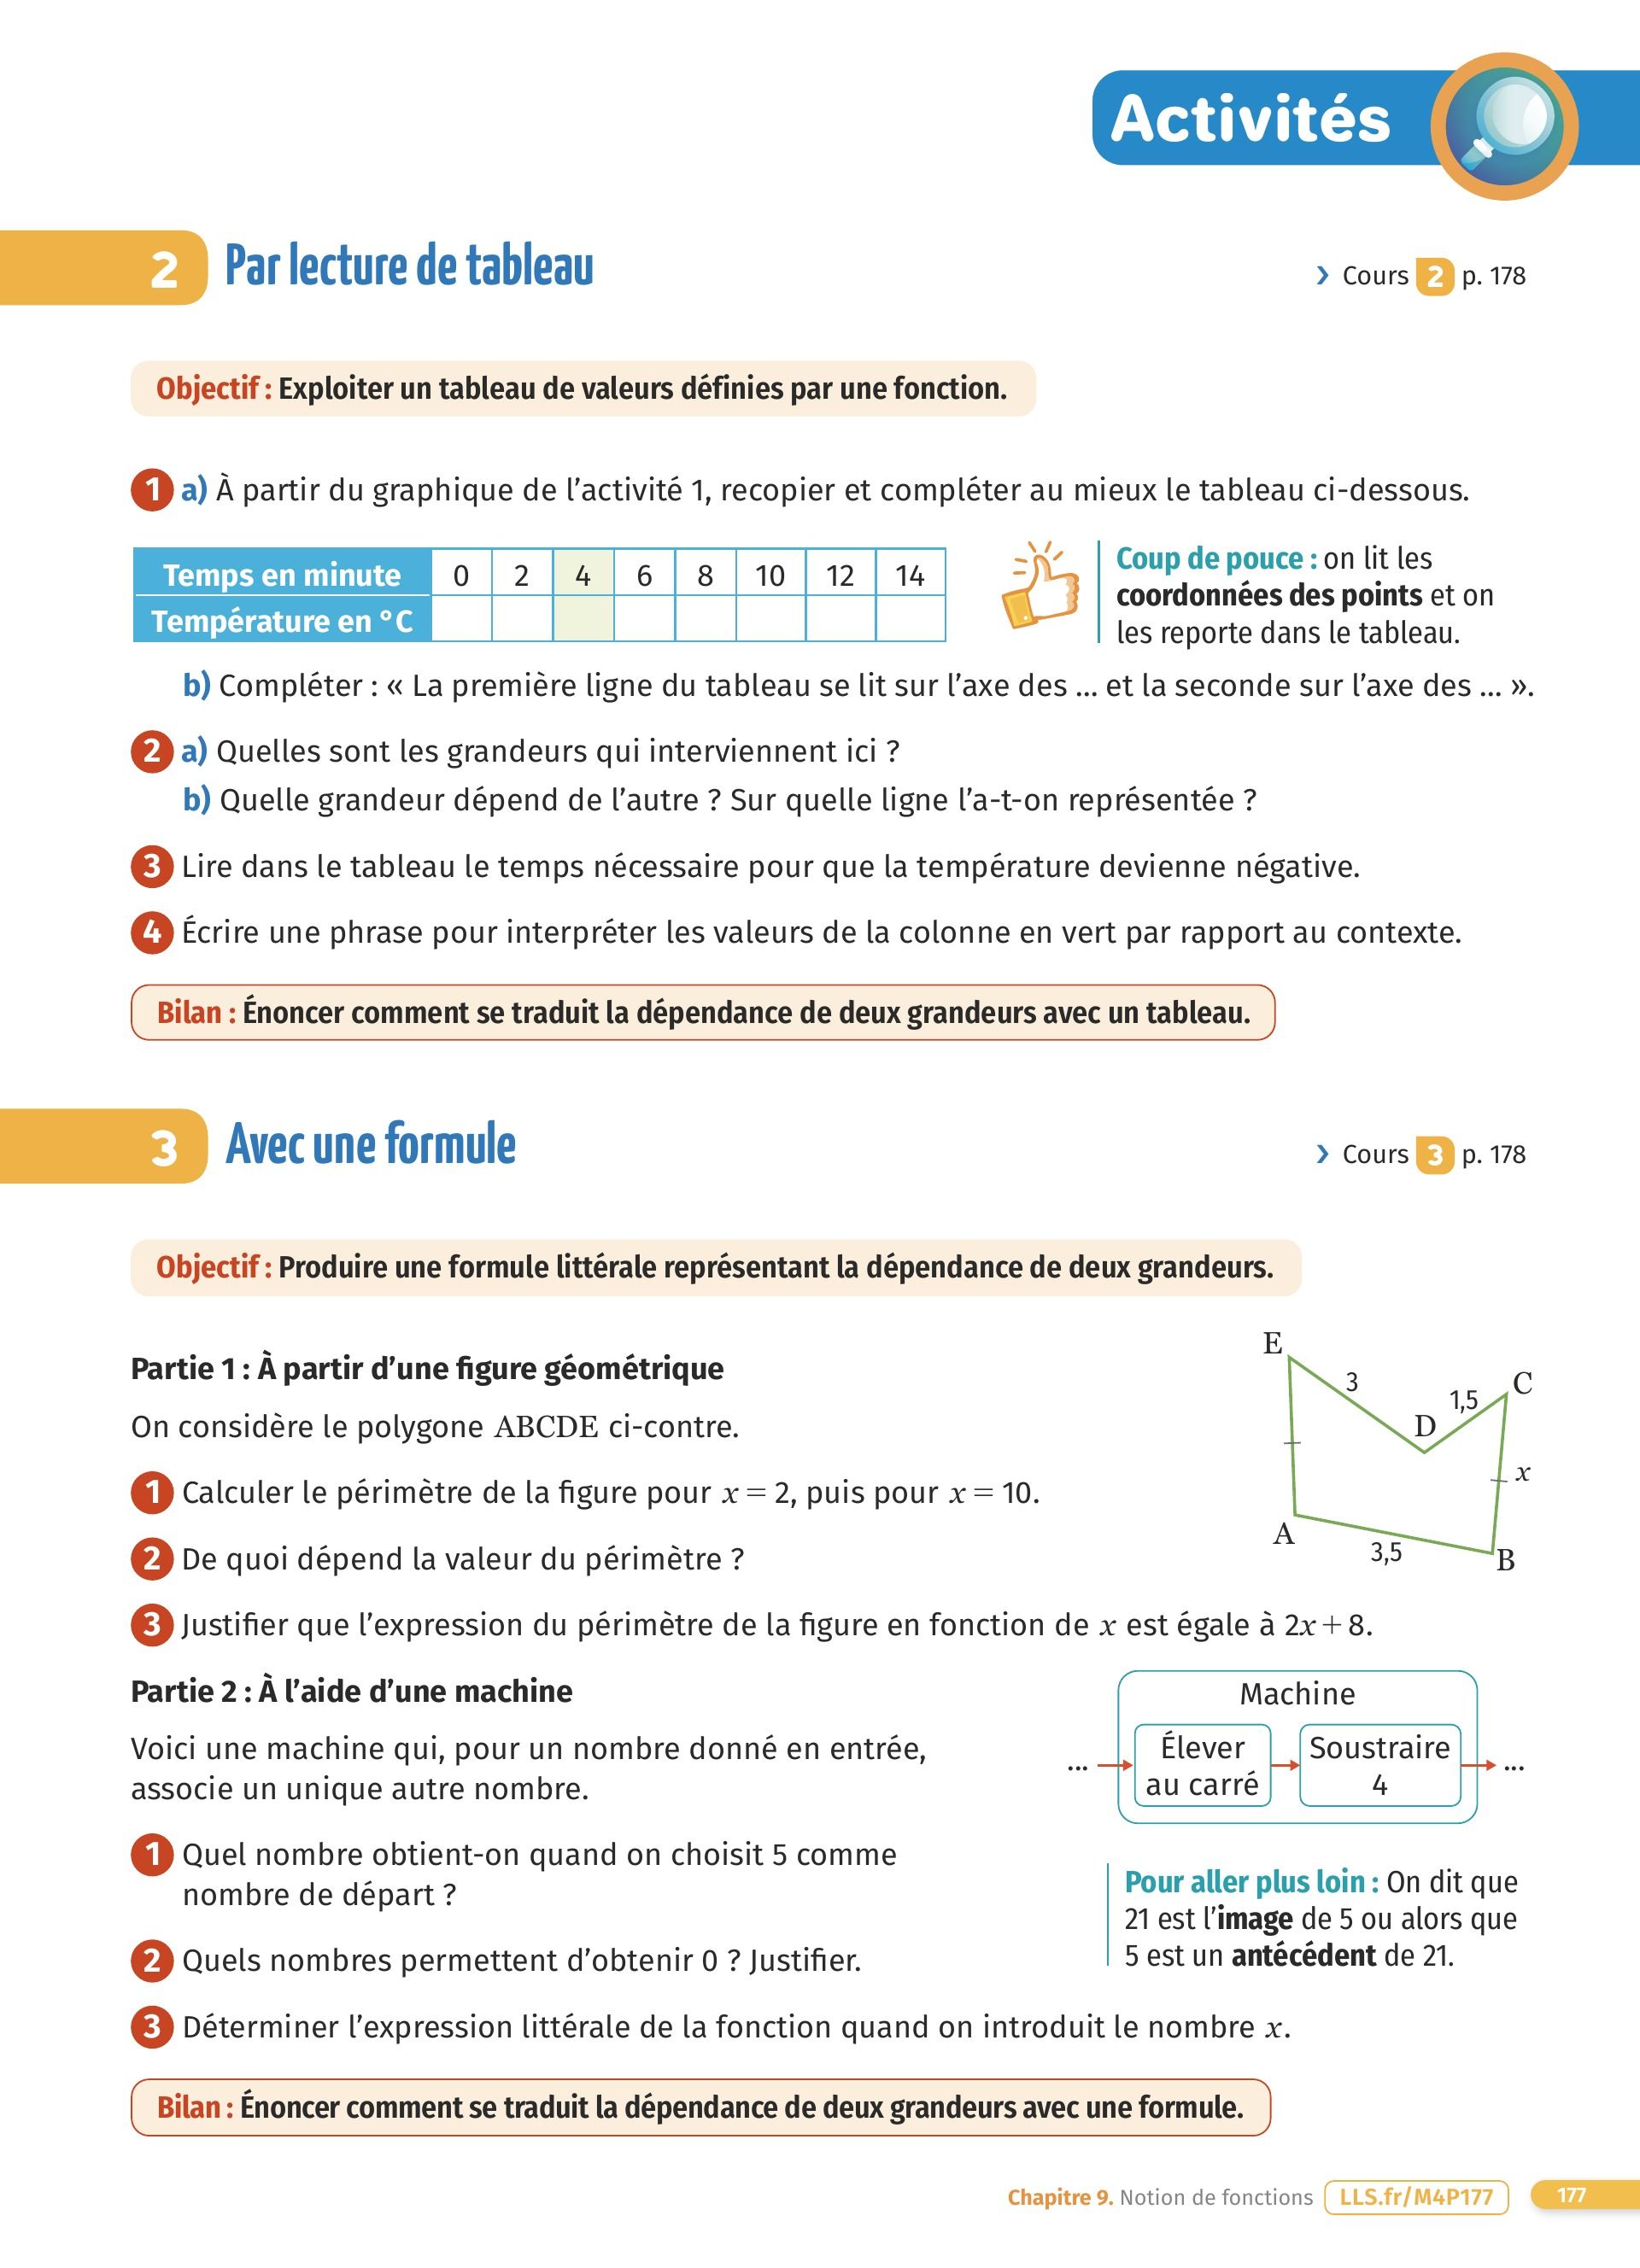 Activités
2 Par lecture de tableau
› Cours 2 p. 178
Objectif : Exploiter un tableau de valeurs définies par une fonction.
1 a) À partir du graphique de l’activité 1, recopier et compléter au mieux le tableau ci-dessous.
Temps en minute 0 2 4 6 8 10 12 14
Température en °C
Coup de pouce : on lit les
coordonnées des points et on
les reporte dans le tableau.
b) Compléter : « La première ligne du tableau se lit sur l’axe des ... et la seconde sur l’axe des ... ».
2 a) Quelles sont les grandeurs qui interviennent ici ?
b) Quelle grandeur dépend de l’autre ? Sur quelle ligne l’a-t-on représentée ?
3 Lire dans le tableau le temps nécessaire pour que la température devienne négative.
4 Écrire une phrase pour interpréter les valeurs de la colonne en vert par rapport au contexte.
Bilan : Énoncer comment se traduit la dépendance de deux grandeurs avec un tableau.
3 Avec une formule
› Cours 3 p. 178
Objectif : Produire une formule littérale représentant la dépendance de deux grandeurs.
Partie 1 : À partir d’une figure géométrique
On considère le polygone ABCDE ci-contre.
1 Calculer le périmètre de la figure pour x = 2, puis pour x = 10.
2 De quoi dépend la valeur du périmètre ?
E
3
C
1,5
D
x
A
3,5
B
3 Justifier que l’expression du périmètre de la figure en fonction de x est égale à 2x + 8.
Partie 2 : À l’aide d’une machine
Voici une machine qui, pour un nombre donné en entrée,
associe un unique autre nombre.
Machine
... Élever Soustraire ...
au carré 4
1 Quel nombre obtient-on quand on choisit 5 comme
nombre de départ ?
2 Quels nombres permettent d’obtenir 0 ? Justifier.
Pour aller plus loin : On dit que
21 est l’image de 5 ou alors que
5 est un antécédent de 21.
3 Déterminer l’expression littérale de la fonction quand on introduit le nombre x.
Bilan : Énoncer comment se traduit la dépendance de deux grandeurs avec une formule.
Chapitre 9. Notion de fonctions LLS.fr/M4P177 177